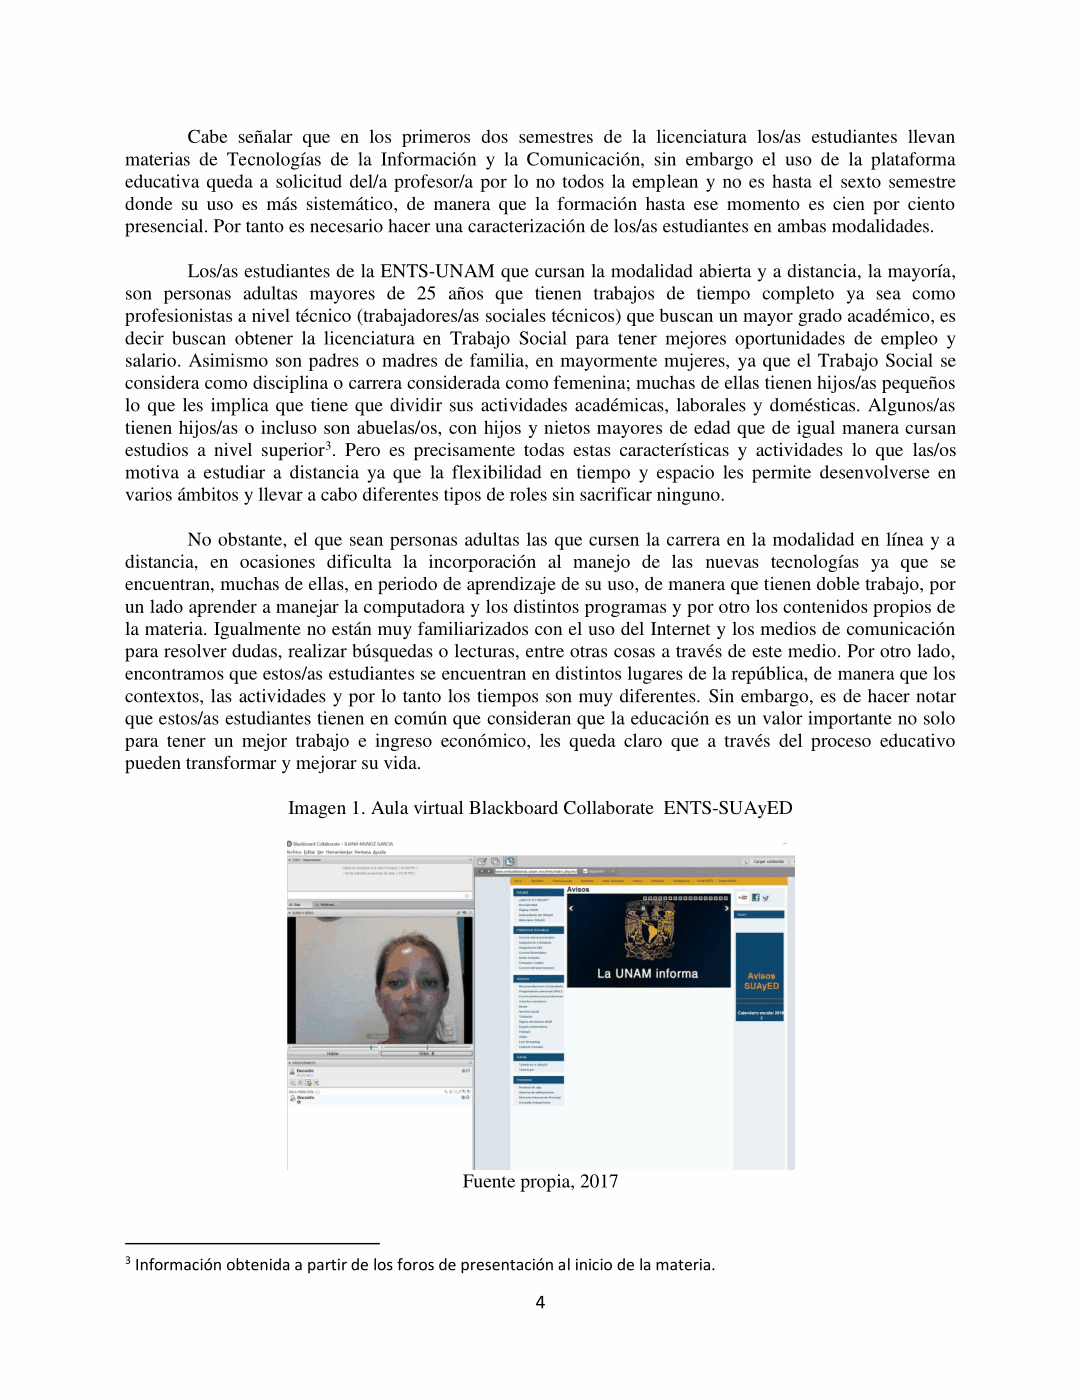 Cabe señalar que en los primeros dos semestres de la licenciatura los/as estudiantes llevan
materias de Tecnologías de la Información y la Comunicación, sin embargo el uso de la plataforma
educativa queda a solicitud del/a profesor/a por lo no todos la emplean y no es hasta el sexto semestre
donde su uso es más sistemático, de manera que la formación hasta ese momento es cien por ciento
presencial. Por tanto es necesario hacer una caracterización de los/as estudiantes en ambas modalidades.
Los/as estudiantes de la ENTS-UNAM que cursan la modalidad abierta y a distancia, la mayoría,
son personas adultas mayores de 25 años que tienen trabajos de tiempo completo ya sea como
profesionistas a nivel técnico (trabajadores/as sociales técnicos) que buscan un mayor grado académico, es
decir buscan obtener la licenciatura en Trabajo Social para tener mejores oportunidades de empleo y
salario. Asimismo son padres o madres de familia, en mayormente mujeres, ya que el Trabajo Social se
considera como disciplina o carrera considerada como femenina; muchas de ellas tienen hijos/as pequeños
lo que les implica que tiene que dividir sus actividades académicas, laborales y domésticas. Algunos/as
tienen hijos/as o incluso son abuelas/os, con hijos y nietos mayores de edad que de igual manera cursan
estudios a nivel superior3. Pero es precisamente todas estas características y actividades lo que las/os
motiva a estudiar a distancia ya que la flexibilidad en tiempo y espacio les permite desenvolverse en
varios ámbitos y llevar a cabo diferentes tipos de roles sin sacrificar ninguno.
No obstante, el que sean personas adultas las que cursen la carrera en la modalidad en línea y a
distancia, en ocasiones dificulta la incorporación al manejo de las nuevas tecnologías ya que se
encuentran, muchas de ellas, en periodo de aprendizaje de su uso, de manera que tienen doble trabajo, por
un lado aprender a manejar la computadora y los distintos programas y por otro los contenidos propios de
la materia. Igualmente no están muy familiarizados con el uso del Internet y los medios de comunicación
para resolver dudas, realizar búsquedas o lecturas, entre otras cosas a través de este medio. Por otro lado,
encontramos que estos/as estudiantes se encuentran en distintos lugares de la república, de manera que los
contextos, las actividades y por lo tanto los tiempos son muy diferentes. Sin embargo, es de hacer notar
que estos/as estudiantes tienen en común que consideran que la educación es un valor importante no solo
para tener un mejor trabajo e ingreso económico, les queda claro que a través del proceso educativo
pueden transformar y mejorar su vida.
Imagen 1. Aula virtual Blackboard Collaborate ENTS-SUAyED
Blackboard Collaborate - ILIANA MUÑOZ GARCIA
Archivo Editar Ver Herramientas Ventana Ayuda
Cargar contenido
Avisos
La UNAM informa
Avisos
SUAyED
Calendario escolar
Hablar
Video
Docente
Docente
Fuente propia, 2017
3 Información obtenida a partir de los foros de presentación al inicio de la materia.
4